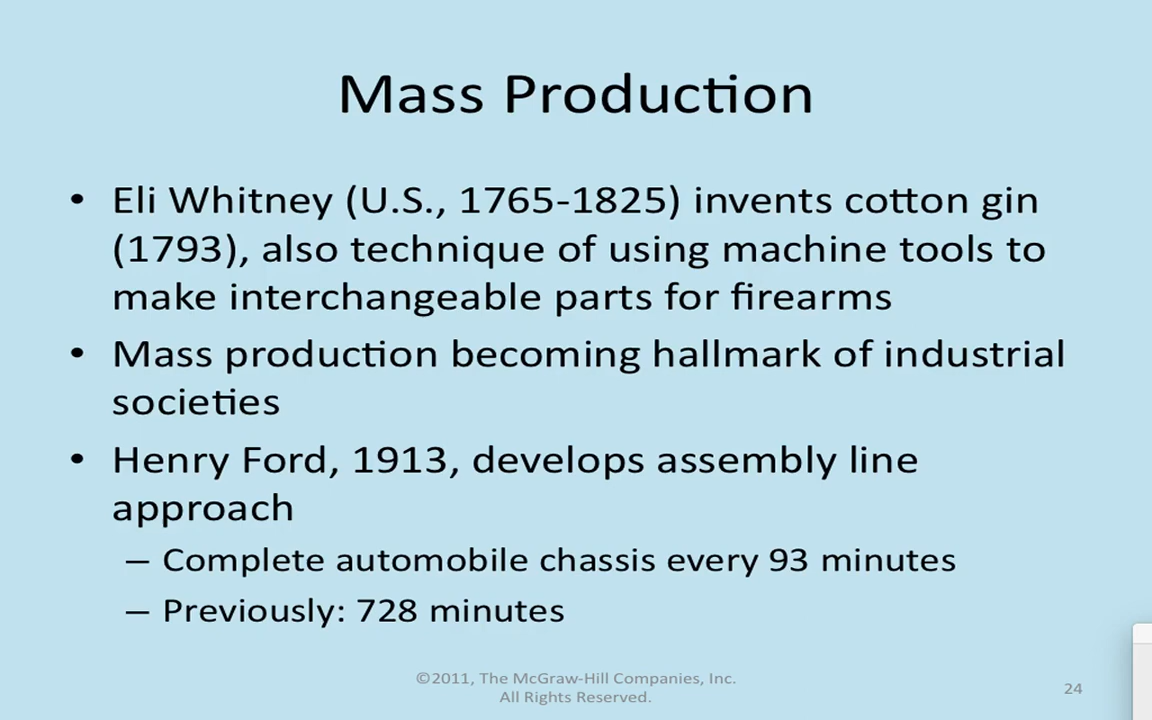 Mass Production
• Eli Whitney (U.S., 1765-1825) invents cotton gin
(1793), also technique of using machine tools to
make interchangeable parts for firearms
• Mass production becoming hallmark of industrial
societies
• Henry Ford, 1913, develops assembly line
approach
– Complete automobile chassis every 93 minutes
– Previously: 728 minutes
©2011, The McGraw-Hill Companies, Inc.
All Rights Reserved.
24